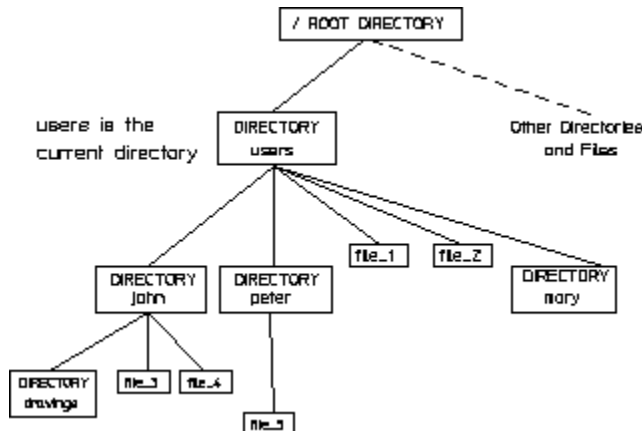 / ROOT DIRECTORY
users is the
current directory
DIRECTORY
users
Other Directories
and Files
file_1
file_2
DIRECTORY
john
DIRECTORY
peter
DIRECTORY
mary
DIRECTORY
drawings
file_3
file_4
file_5